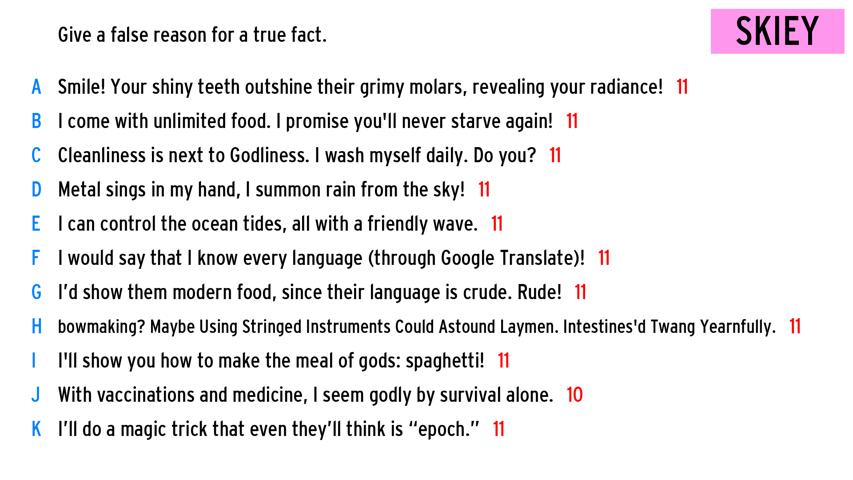 Give a false reason for a true fact.
SKIEY
A Smile! Your shiny teeth outshine their grimy molars, revealing your radiance! 11
B I come with unlimited food. I promise you'll never starve again! 11
C Cleanliness is next to Godliness. I wash myself daily. Do you? 11
D Metal sings in my hand, I summon rain from the sky! 11
E I can control the ocean tides, all with a friendly wave. 11
F I would say that I know every language (through Google Translate)! 11
G I’d show them modern food, since their language is crude. Rude! 11
H bowmaking? Maybe Using Stringed Instruments Could Astound Laymen. Intestines'd Twang Yearnfully. 11
I I'll show you how to make the meal of gods: spaghetti! 11
J With vaccinations and medicine, I seem godly by survival alone. 10
K I’ll do a magic trick that even they’ll think is “epoch.” 11